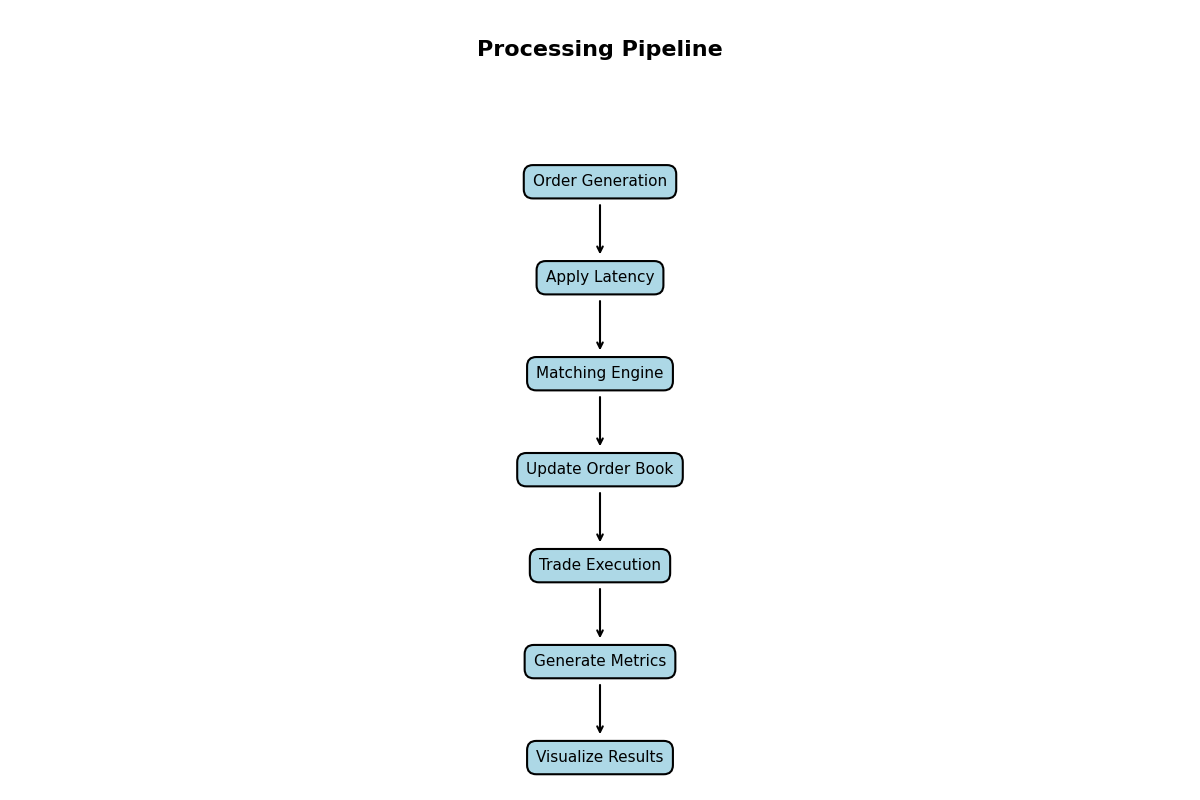 Processing Pipeline
Order Generation
Apply Latency
Matching Engine
Update Order Book
Trade Execution
Generate Metrics
Visualize Results